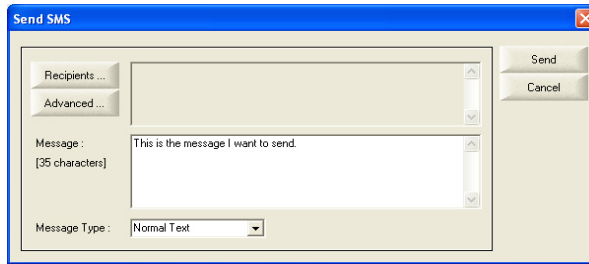 Send SMS
Recipients ...
Advanced ...
Send
Cancel
Message :
[35 characters]
This is the message I want to send.
Message Type :
Normal Text